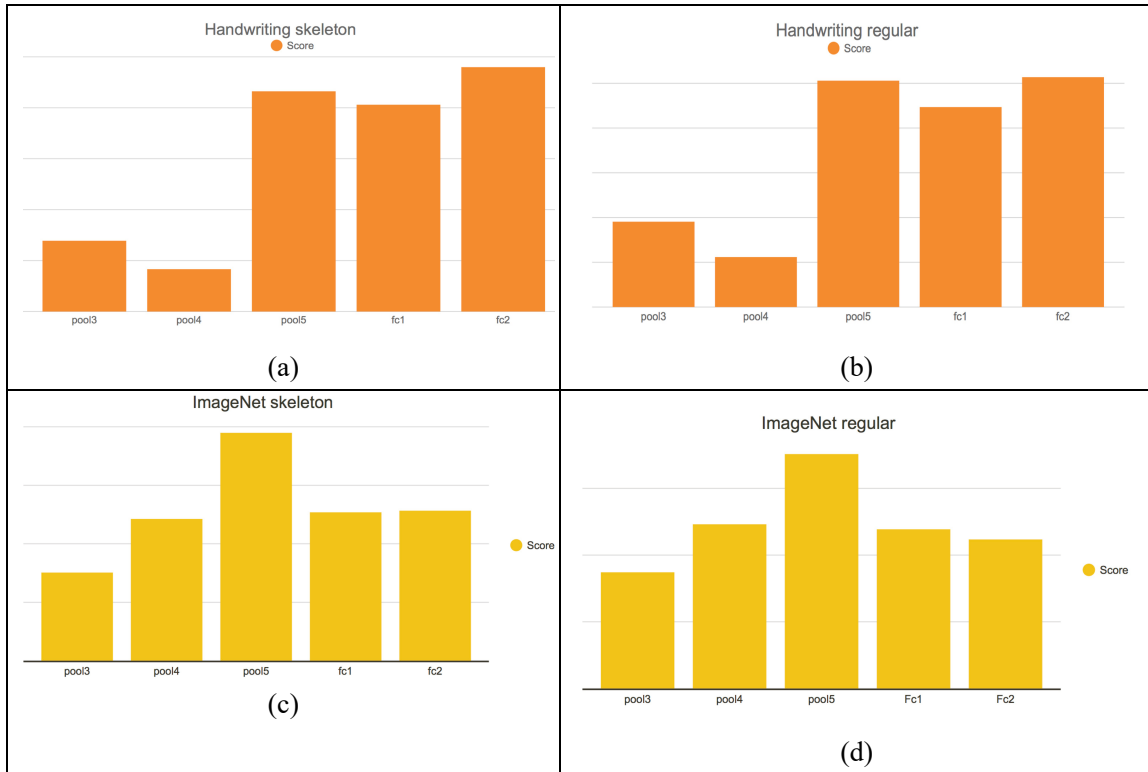 Handwriting skeleton
Score
pool3 pool4 pool5 fc1 fc2
(a)
Handwriting regular
Score
pool3 pool4 pool5 fc1 fc2
(b)
ImageNet skeleton
Score
pool3 pool4 pool5 fc1 fc2
(c)
ImageNet regular
Score
pool3 pool4 pool5 Fc1 Fc2
(d)